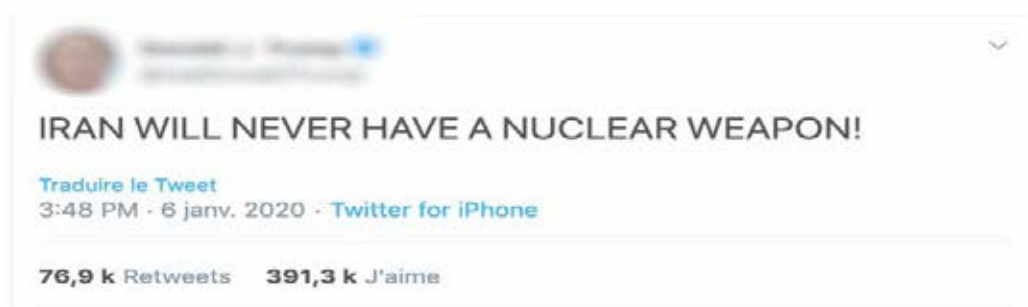 IRAN WILL NEVER HAVE A NUCLEAR WEAPON!
Traduire le Tweet
3:48 PM · 6 janv. 2020 · Twitter for iPhone
76,9 k Retweets 391,3 k J'aime